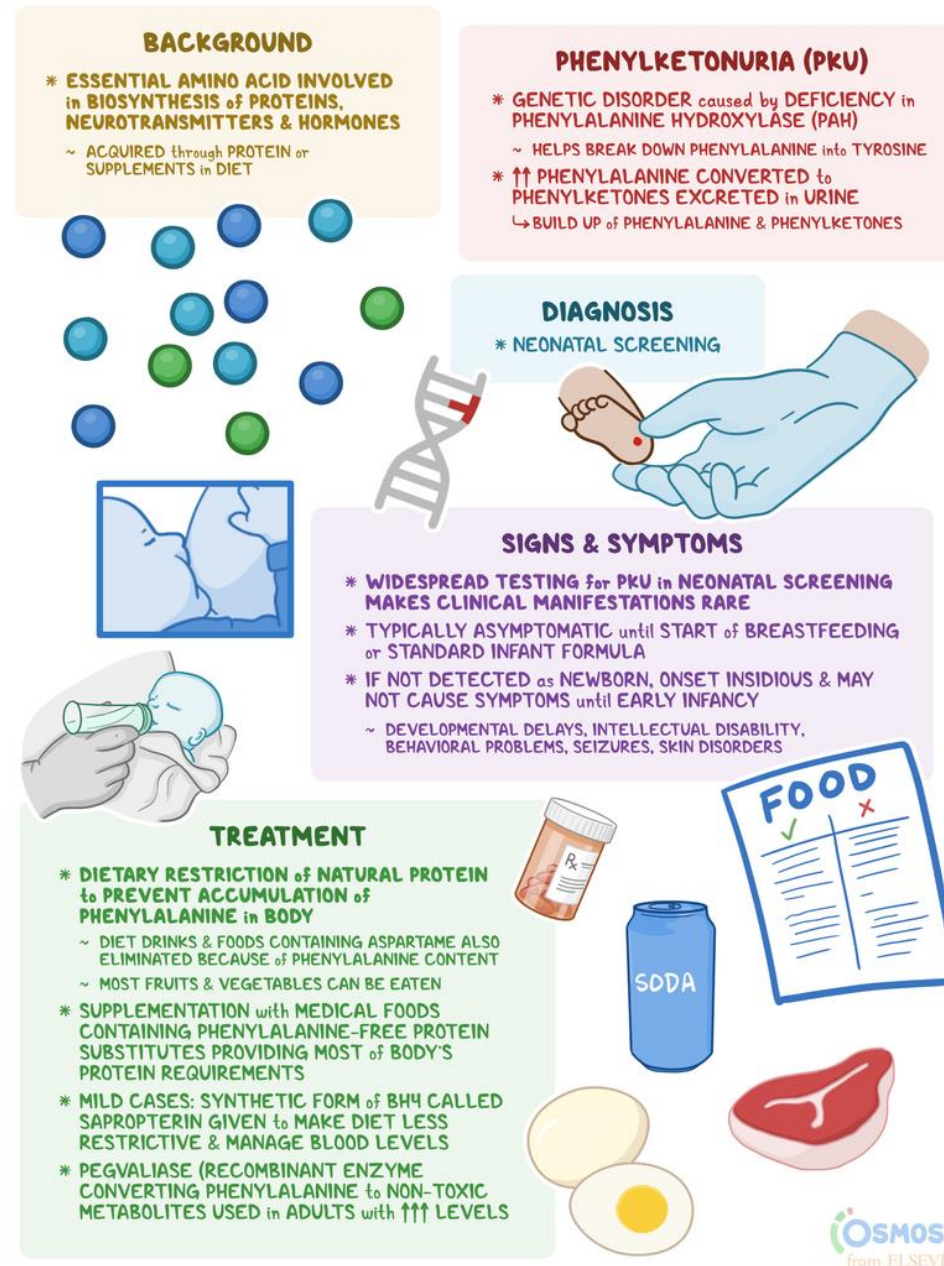 BACKGROUND
* ESSENTIAL AMINO ACID INVOLVED
in BIOSYNTHESIS of PROTEINS,
NEUROTRANSMITTERS & HORMONES
~ ACQUIRED through PROTEIN or
SUPPLEMENTS in DIET
PHENYLKETONURIA (PKU)
* GENETIC DISORDER caused by DEFICIENCY in
PHENYLALANINE HYDROXYLASE (PAH)
~ HELPS BREAK DOWN PHENYLALANINE into TYROSINE
* ↑↑ PHENYLALANINE CONVERTED to
PHENYLKETONES EXCRETED in URINE
↳ BUILD UP of PHENYLALANINE & PHENYLKETONES
DIAGNOSIS
* NEONATAL SCREENING
SIGNS & SYMPTOMS
* WIDESPREAD TESTING for PKU in NEONATAL SCREENING
MAKES CLINICAL MANIFESTATIONS RARE
* TYPICALLY ASYMPTOMATIC until START of BREASTFEEDING
or STANDARD INFANT FORMULA
* IF NOT DETECTED as NEWBORN, ONSET INSIDIOUS & MAY
NOT CAUSE SYMPTOMS until EARLY INFANCY
~ DEVELOPMENTAL DELAYS, INTELLECTUAL DISABILITY,
BEHAVIORAL PROBLEMS, SEIZURES, SKIN DISORDERS
TREATMENT
* DIETARY RESTRICTION of NATURAL PROTEIN
to PREVENT ACCUMULATION of
PHENYLALANINE in BODY
~ DIET DRINKS & FOODS CONTAINING ASPARTAME ALSO
ELIMINATED BECAUSE of PHENYLALANINE CONTENT
~ MOST FRUITS & VEGETABLES CAN BE EATEN
* SUPPLEMENTATION with MEDICAL FOODS
CONTAINING PHENYLALANINE-FREE PROTEIN
SUBSTITUTES PROVIDING MOST of BODY'S
PROTEIN REQUIREMENTS
* MILD CASES: SYNTHETIC FORM of BH4 CALLED
SAPROPTERIN GIVEN to MAKE DIET LESS
RESTRICTIVE & MANAGE BLOOD LEVELS
* PEGVALIASE (RECOMBINANT ENZYME
CONVERTING PHENYLALANINE to NON-TOXIC
METABOLITES USED in ADULTS with ↑↑↑ LEVELS
Rx
FOOD
✓ ✗
SODA
OSMOS
from ELSEVI